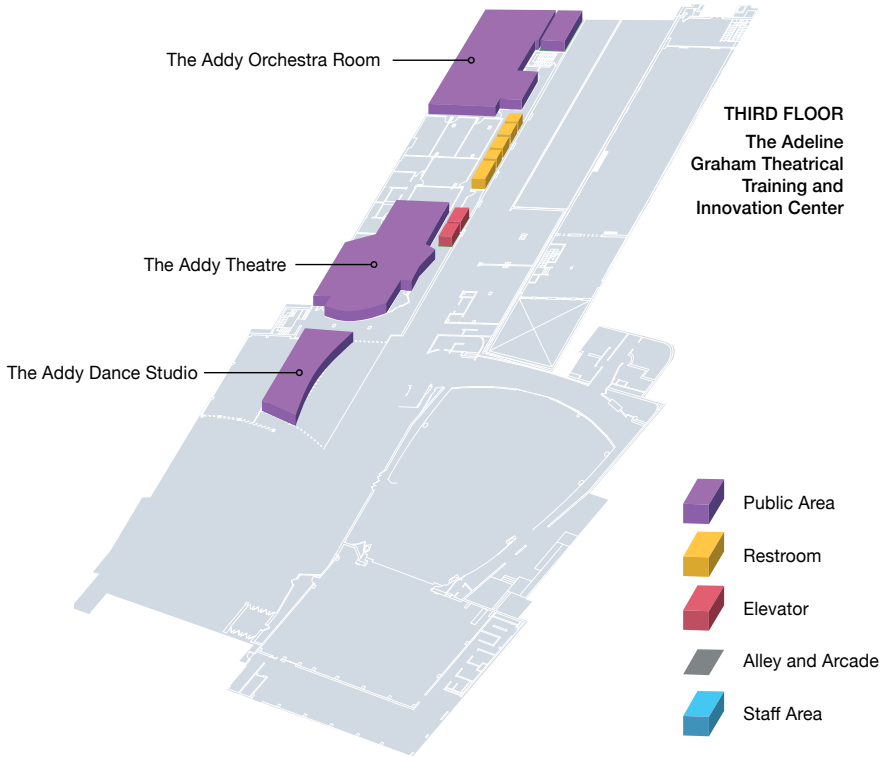 The Addy Orchestra Room
THIRD FLOOR
The Adeline
Graham Theatrical
Training and
Innovation Center
The Addy Theatre
The Addy Dance Studio
Public Area
Restroom
Elevator
Alley and Arcade
Staff Area